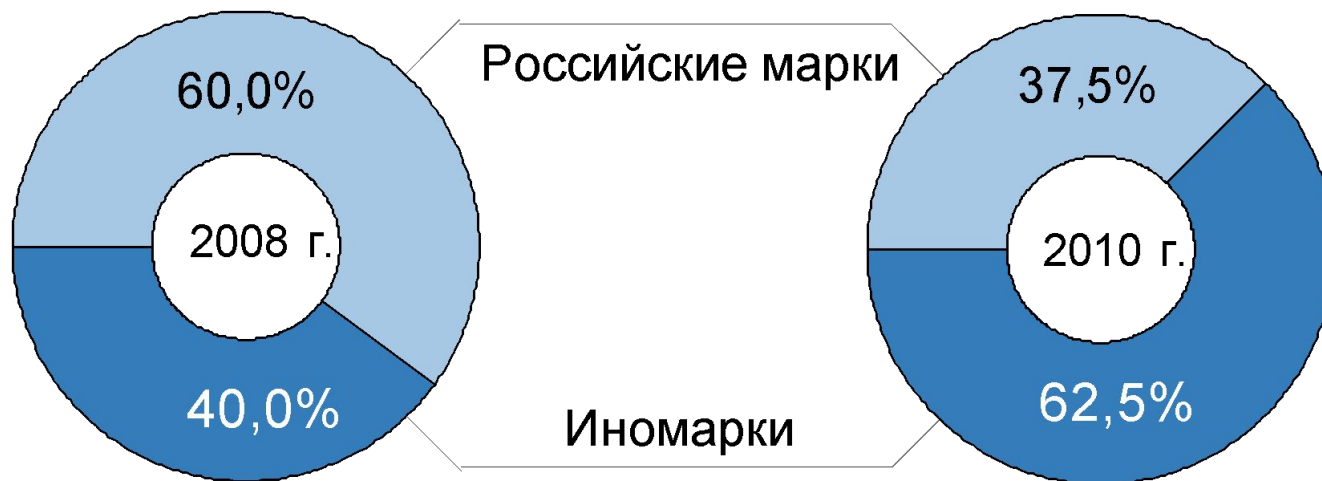 Российские марки
60,0%
37,5%
2008 г.
2010 г.
40,0%
62,5%
Иномарки